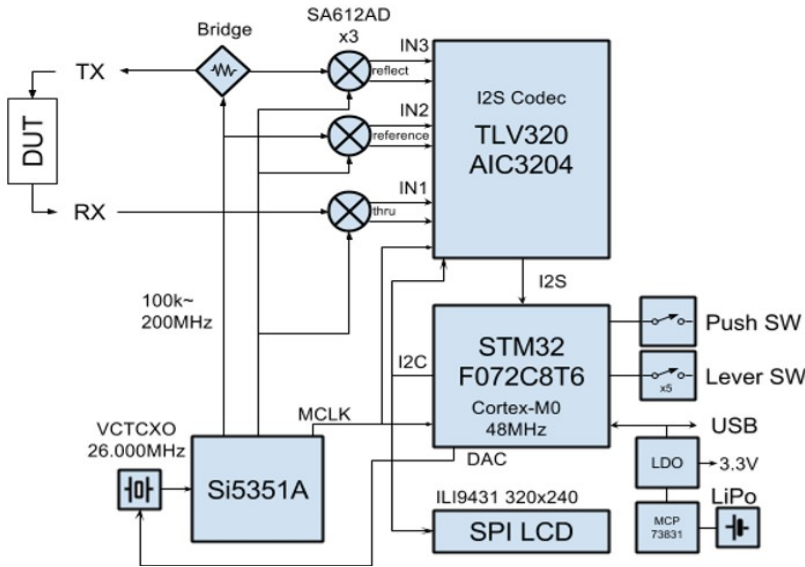 SA612AD
x3
Bridge
TX
IN3
reflect
I2S Codec
TLV320
AIC3204
IN2
reference
DUT
IN1
RX
thru
I2S
100k~
200MHz
Push SW
I2C
STM32
F072C8T6
Cortex-M0
48MHz
x5
Lever SW
MCLK
USB
VCTCXO
26.000MHz
DAC
LDO
3.3V
Si5351A
ILI9431 320x240
LiPo
SPI LCD
MCP
73831